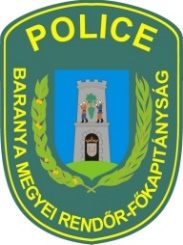 POLICE
BARANYA MEGYEI RENDŐR-FŐKAPITÁNYSÁG